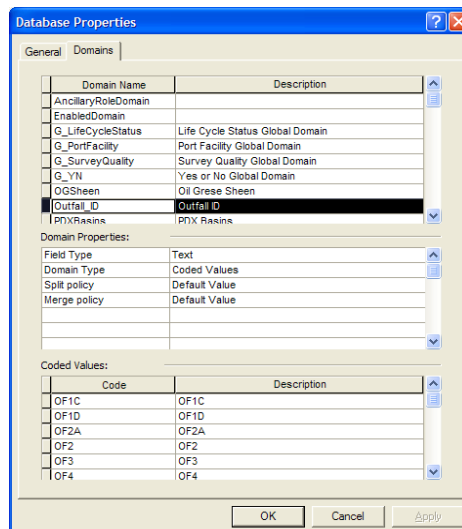 Database Properties
General Domains
Domain Name Description
AncillaryRoleDomain
EnabledDomain
G_LifeCycleStatus Life Cycle Status Global Domain
G_PortFacility Port Facility Global Domain
G_SurveyQuality Survey Quality Global Domain
G_YN Yes or No Global Domain
OGSheen Oil Grese Sheen
Outfall_ID Outfall ID
PDXBasins PDX Basins
Domain Properties:
Field Type Text
Domain Type Coded Values
Split policy Default Value
Merge policy Default Value
Coded Values:
Code Description
OF1C OF1C
OF1D OF1D
OF2A OF2A
OF2 OF2
OF3 OF3
OF4 OF4
OK Cancel Apply